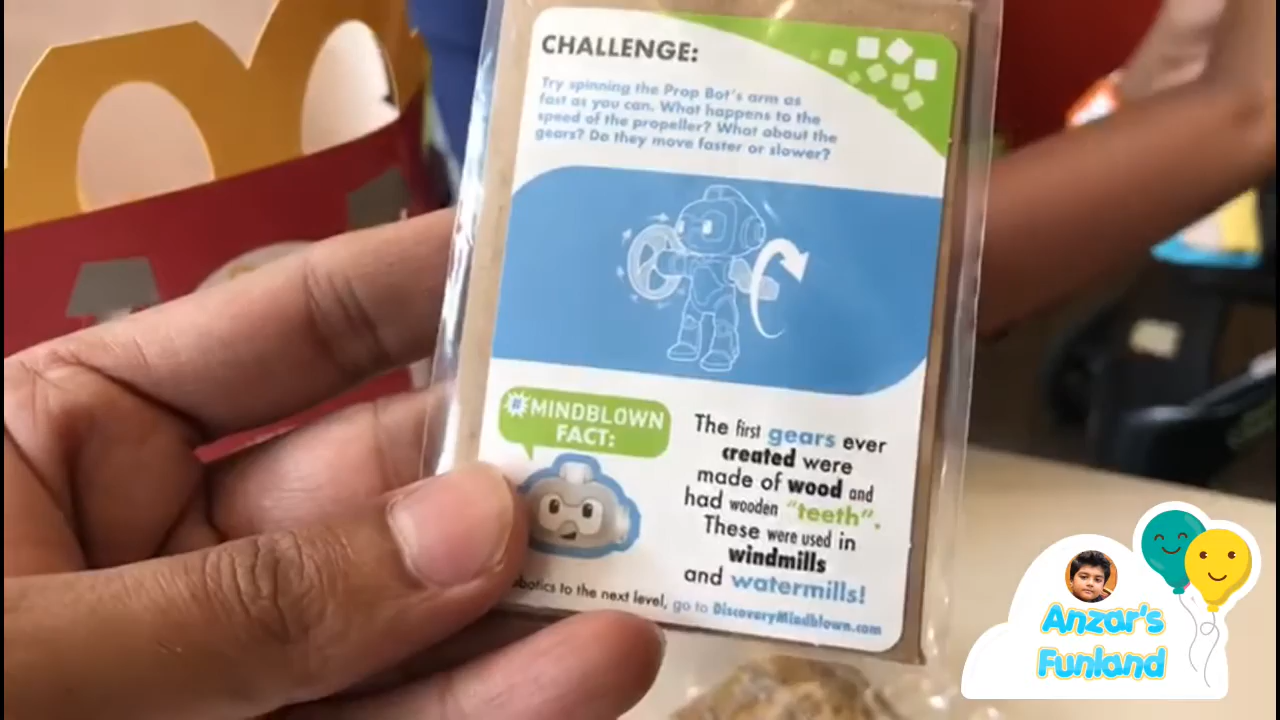 CHALLENGE:
Try spinning the Prop Bot's arm as
fast as you can. What happens to the
speed of the propeller? What about the
gears? Do they move faster or slower?
MINDBLOWN
FACT:
The first gears ever
created were
made of wood and
had wooden "teeth".
These were used in
windmills
and watermills!
to the next level, go to DiscoveryMindblown.com
Anzar's
Funland